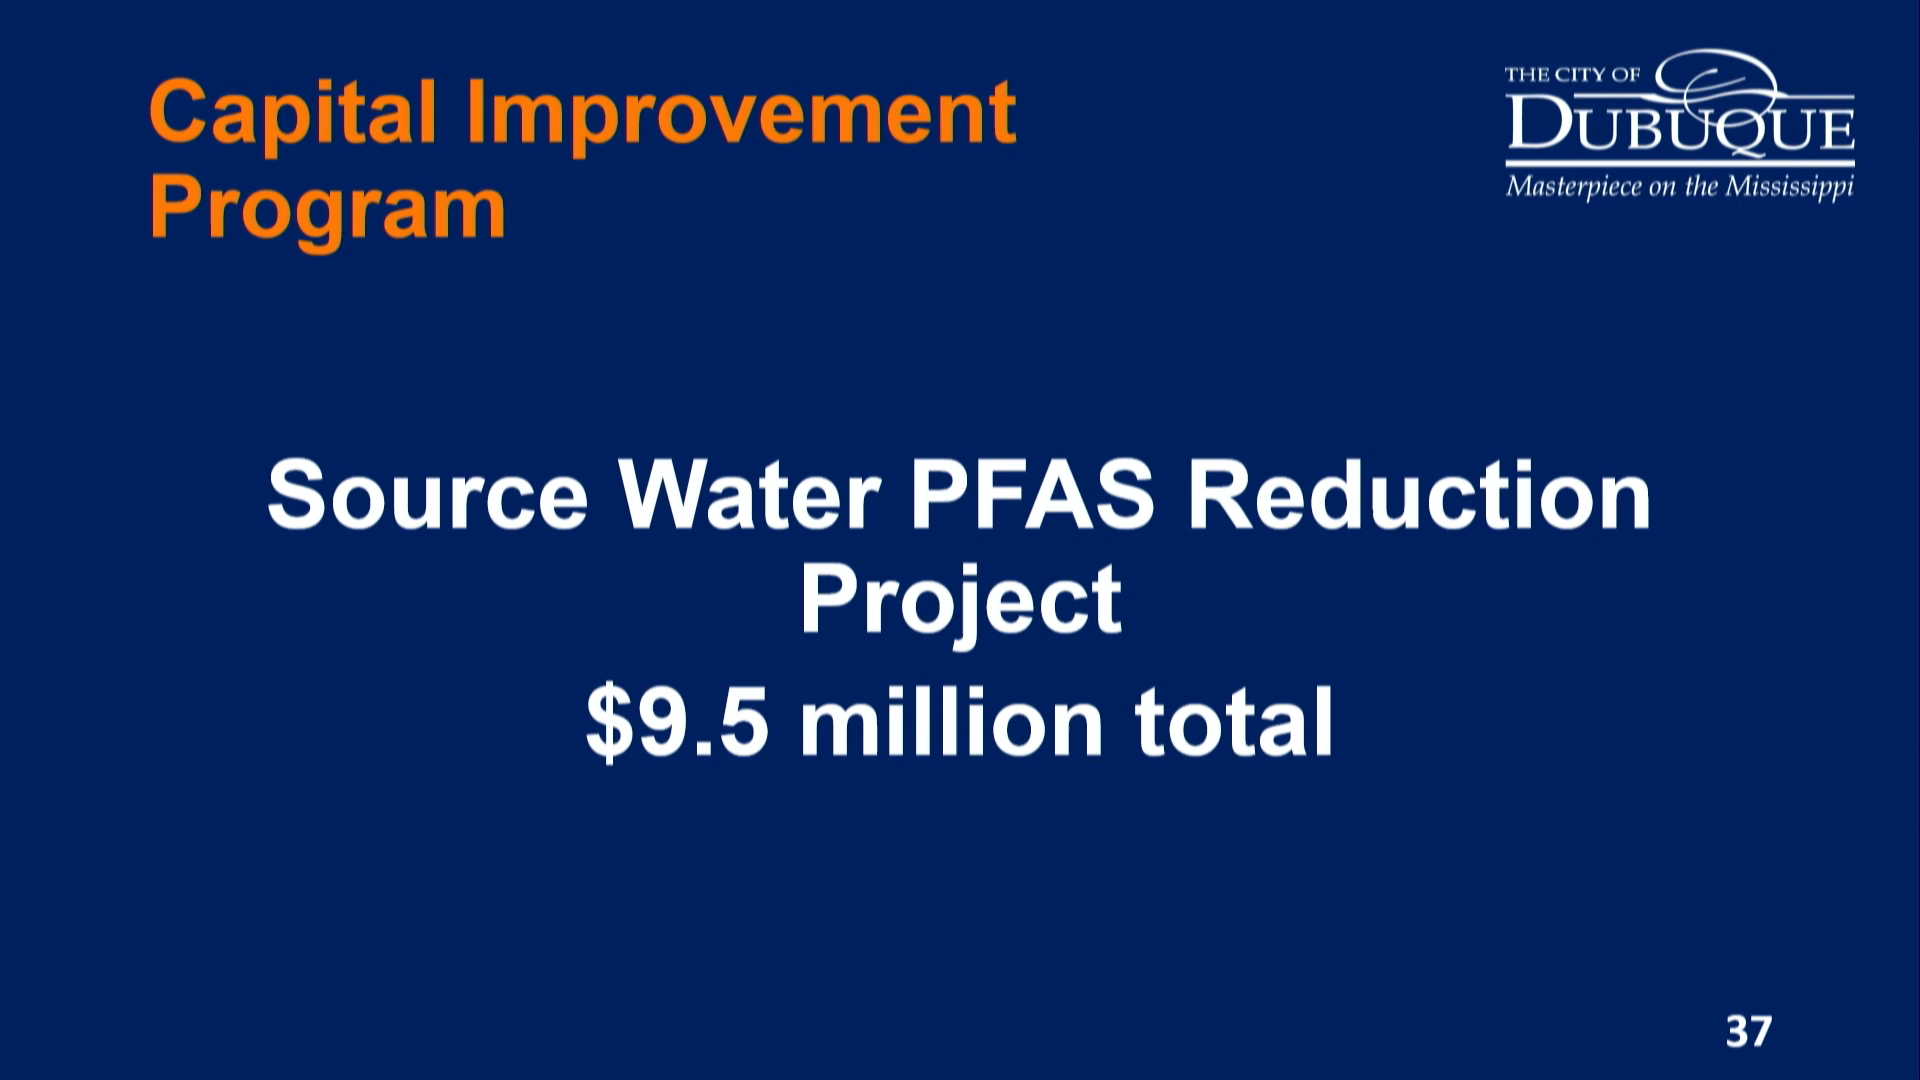 Capital Improvement
Program
THE CITY OF
DUBUQUE
Masterpiece on the Mississippi
Source Water PFAS Reduction
Project
$9.5 million total
37